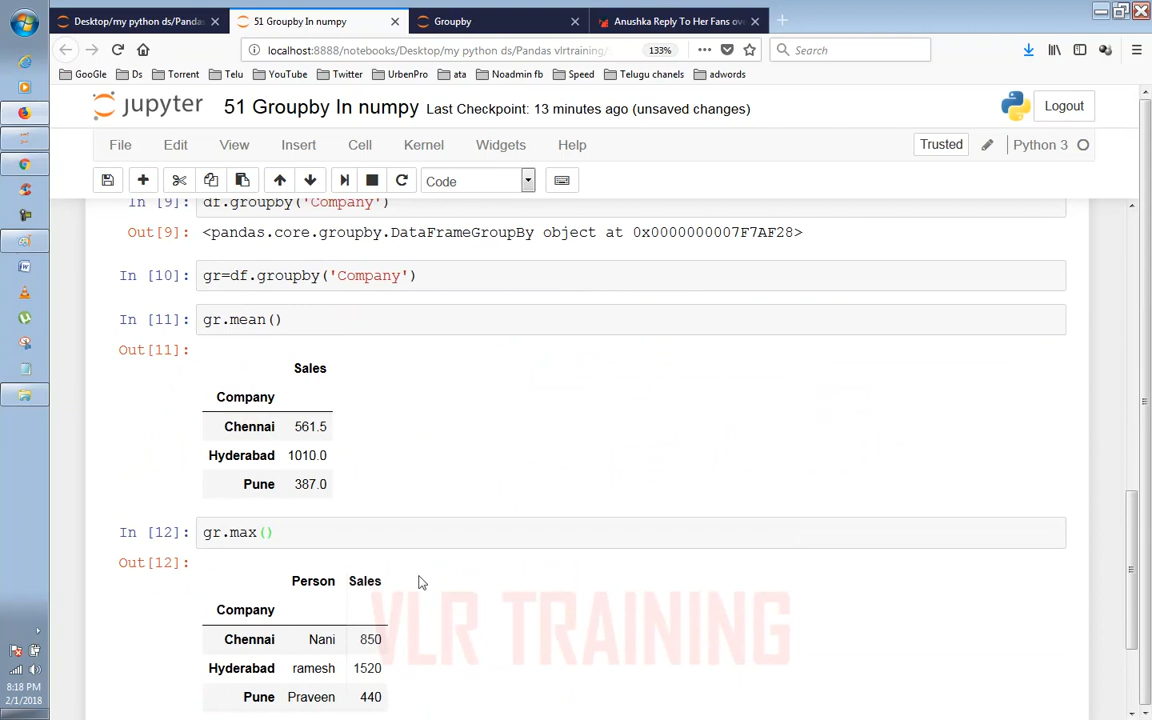 Desktop/my python ds/Pandas
51 Groupby In numpy
Groupby
Anushka Reply To Her Fans ove
localhost:8888/notebooks/Desktop/my python ds/Pandas vlrtraining/
133%
Search
GooGle
Ds
Torrent
Telu
YouTube
Twitter
UrbenPro
ata
Noadmin fb
Speed
Telugu chanels
adwords
jupyter
51 Groupby In numpy
Last Checkpoint: 13 minutes ago (unsaved changes)
Logout
File Edit View Insert Cell Kernel Widgets Help
Trusted
Python 3
Code
In [9]: df.groupby('Company')
Out[9]: <pandas.core.groupby.DataFrameGroupBy object at 0x0000000007F7AF28>
In [10]: gr=df.groupby('Company')
In [11]: gr.mean()
Out[11]:
Sales
Company
Chennai 561.5
Hyderabad 1010.0
Pune 387.0
In [12]: gr.max()
Out[12]:
Person Sales
Company
Chennai Nani 850
Hyderabad ramesh 1520
Pune Praveen 440
VLR TRAINING
8:18 PM
2/1/2018